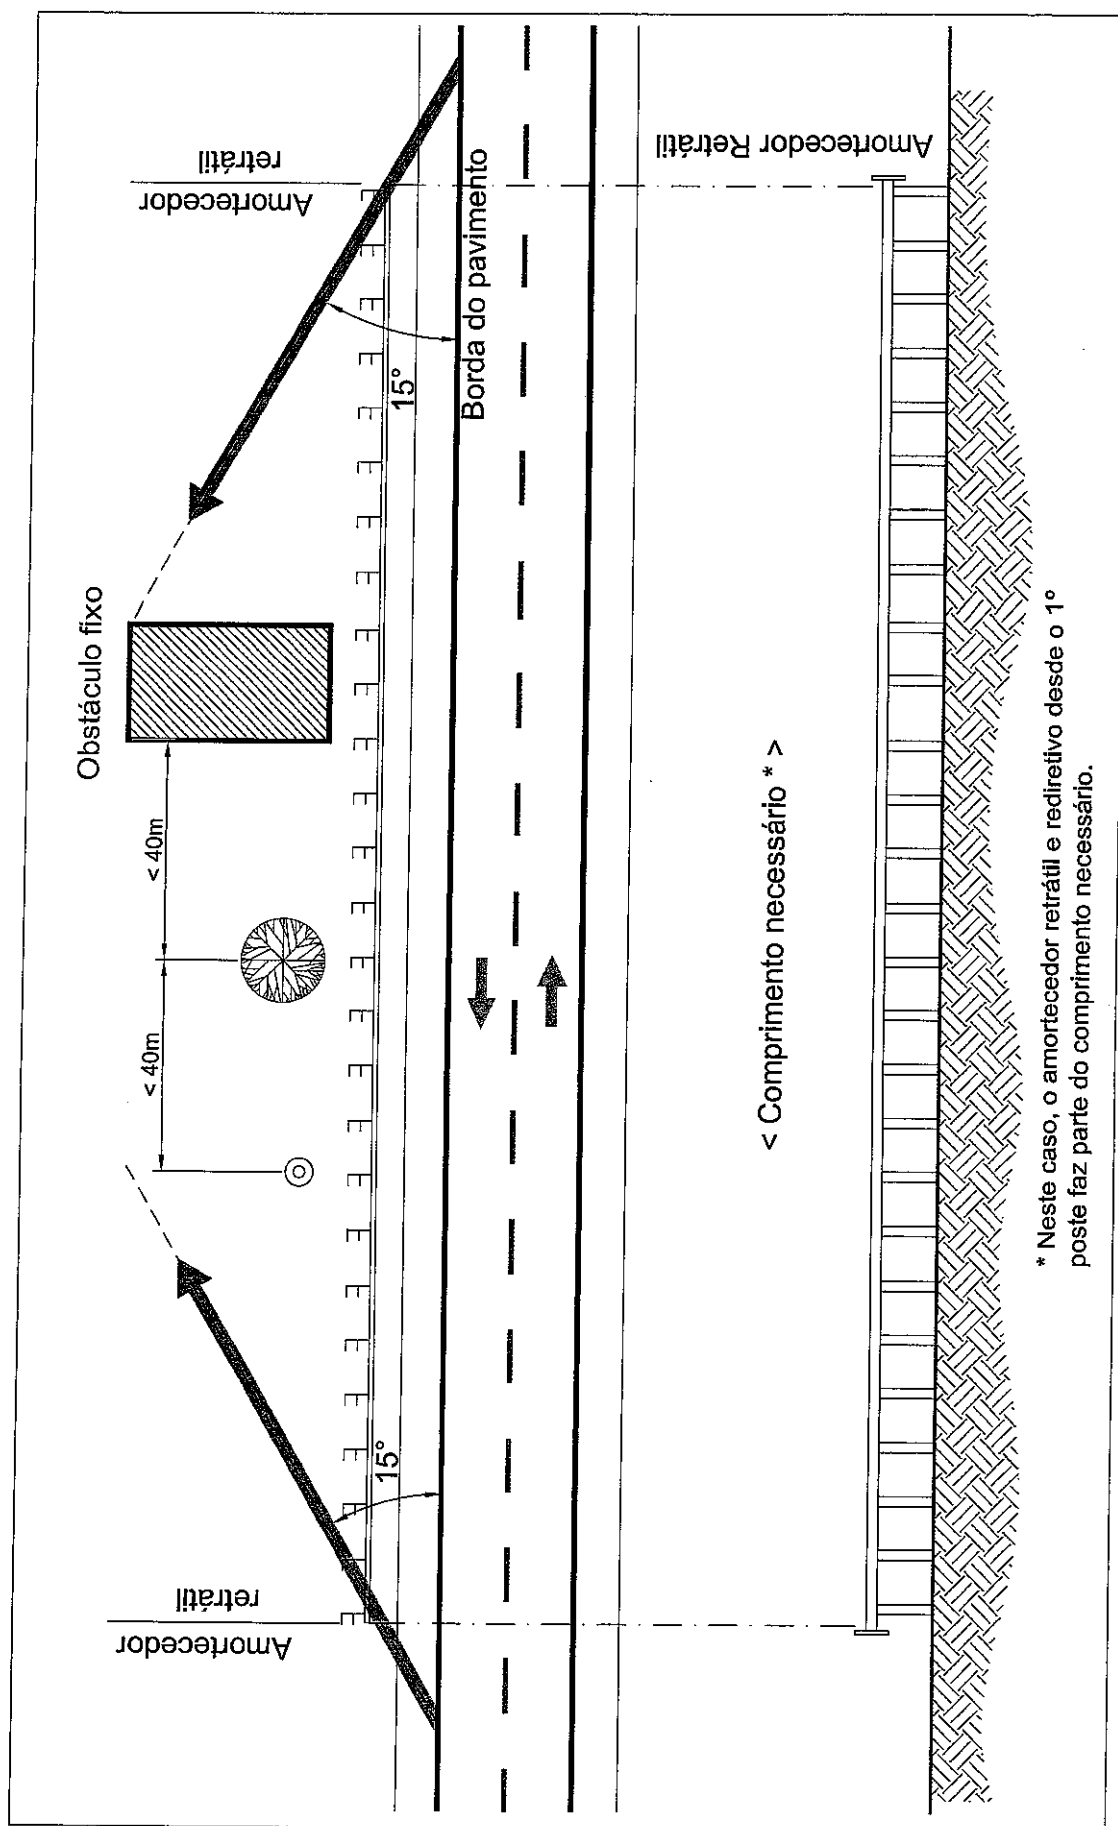 Obstáculo fixo
< 40m
< 40m
Amortecedor
retrátil
Amortecedor
retrátil
15°
15°
Borda do pavimento
< Comprimento necessário * >
Amortecedor Retrátil
* Neste caso, o amortecedor retrátil e rediretivo desde o 1º
poste faz parte do comprimento necessário.